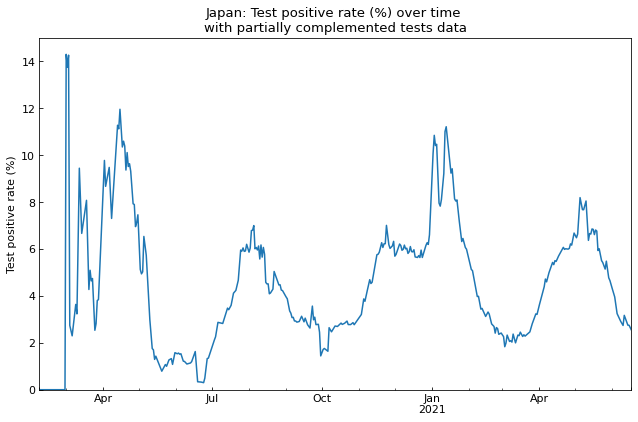 Japan: Test positive rate (%) over time
with partially complemented tests data
Test positive rate (%)
14
12
10
8
6
4
2
0
Apr
Jul
Oct
Jan
2021
Apr